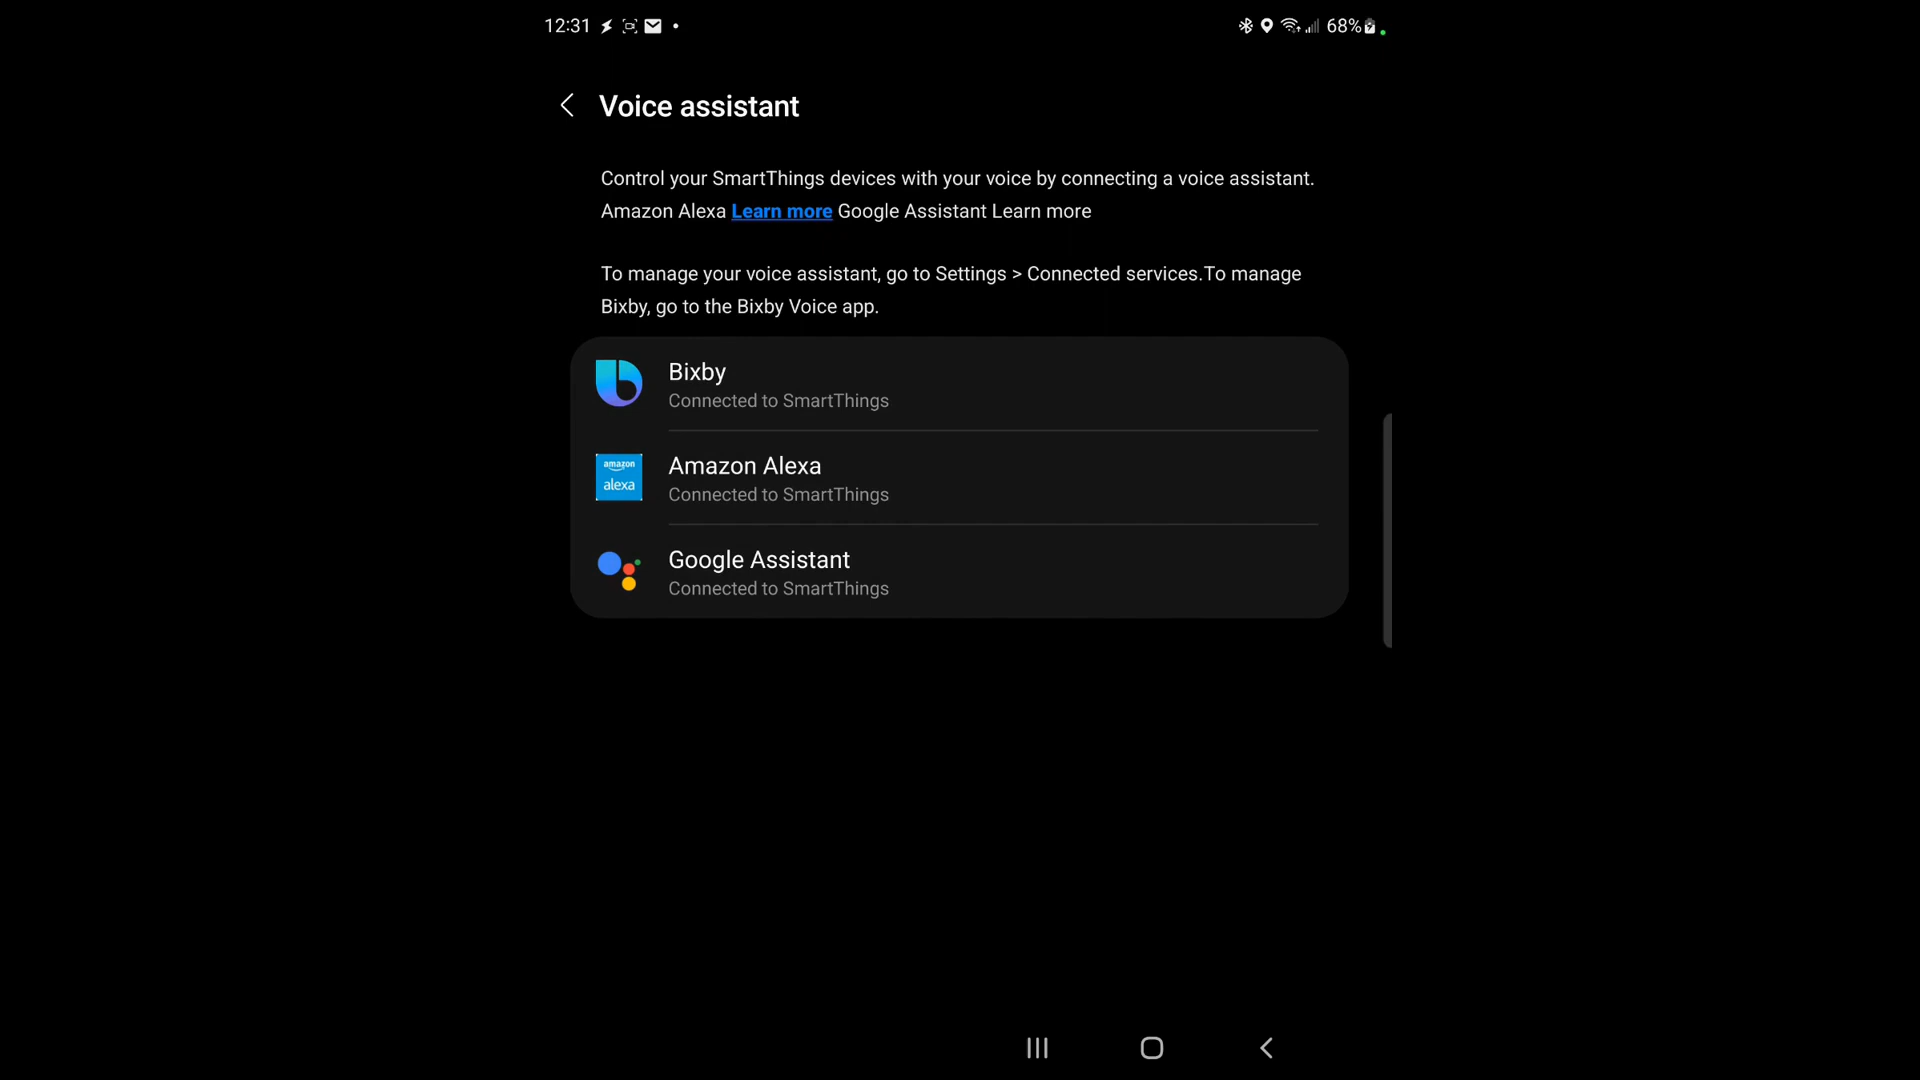 12:31
68%
Voice assistant
Control your SmartThings devices with your voice by connecting a voice assistant.
Amazon Alexa Learn more Google Assistant Learn more
To manage your voice assistant, go to Settings > Connected services.To manage
Bixby, go to the Bixby Voice app.
Bixby
Connected to SmartThings
amazon
alexa
Amazon Alexa
Connected to SmartThings
Google Assistant
Connected to SmartThings